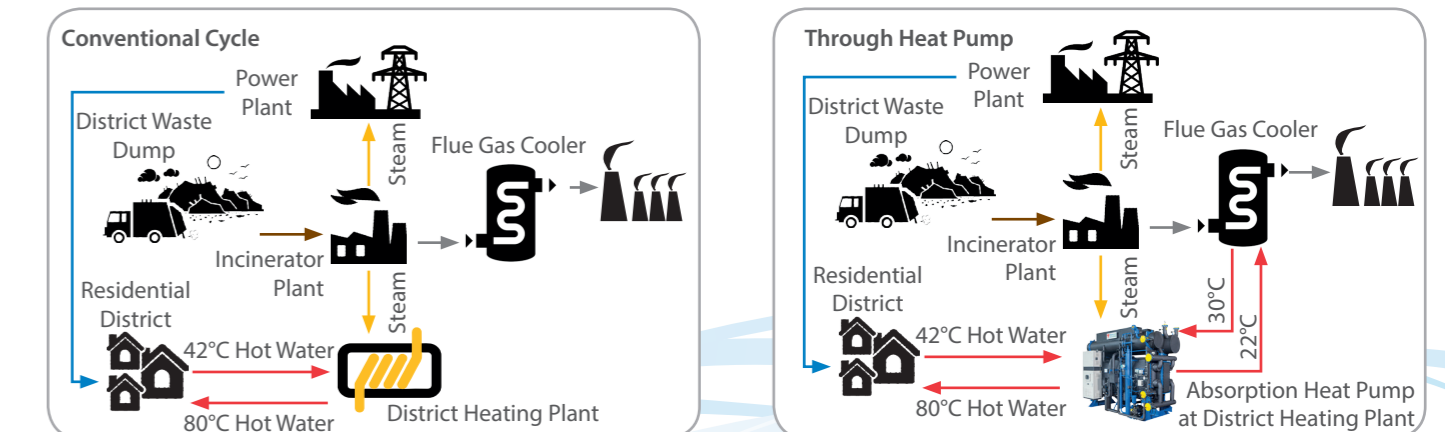 Conventional Cycle
Power
Plant
District Waste
Dump
Steam
Flue Gas Cooler
Incinerator
Plant
Steam
Residential
District
42°C Hot Water
80°C Hot Water
District Heating Plant
Through Heat Pump
Power
Plant
District Waste
Dump
Steam
Flue Gas Cooler
Incinerator
Plant
Steam
30°C
22°C
Residential
District
42°C Hot Water
80°C Hot Water
Absorption Heat Pump
at District Heating Plant